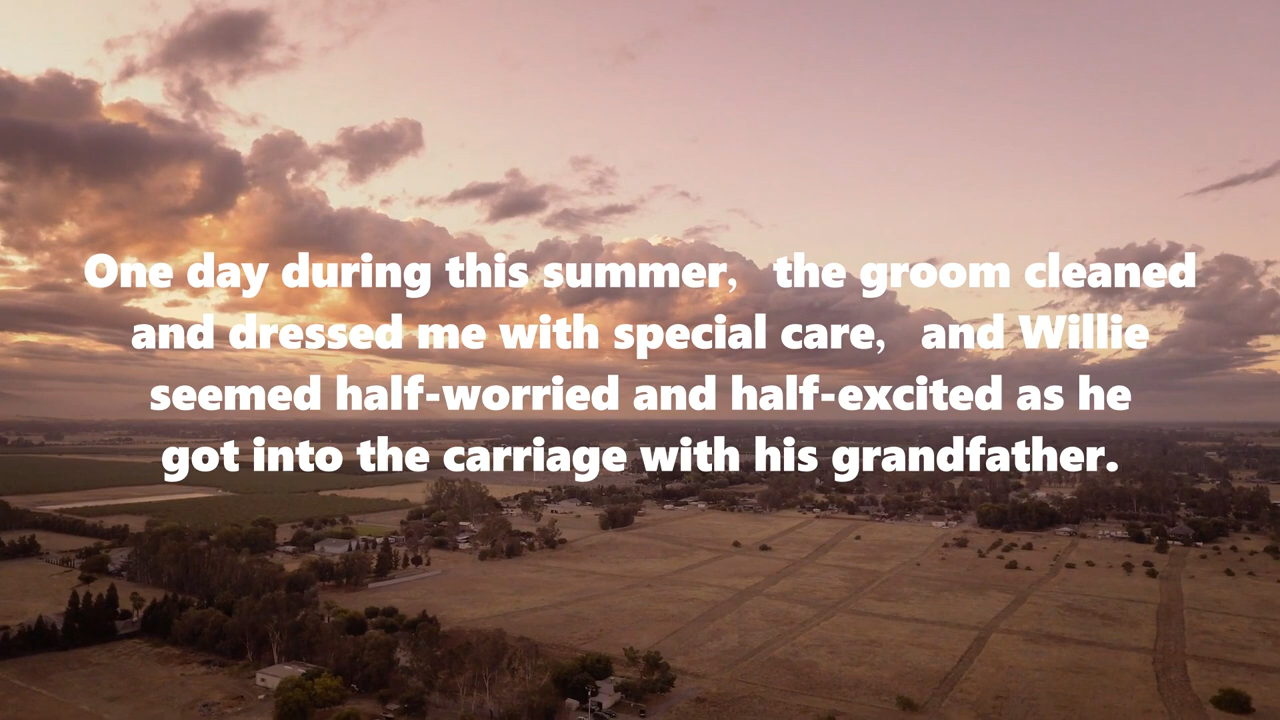 One day during this summer, the groom cleaned
and dressed me with special care, and Willie
seemed half-worried and half-excited as he
got into the carriage with his grandfather.